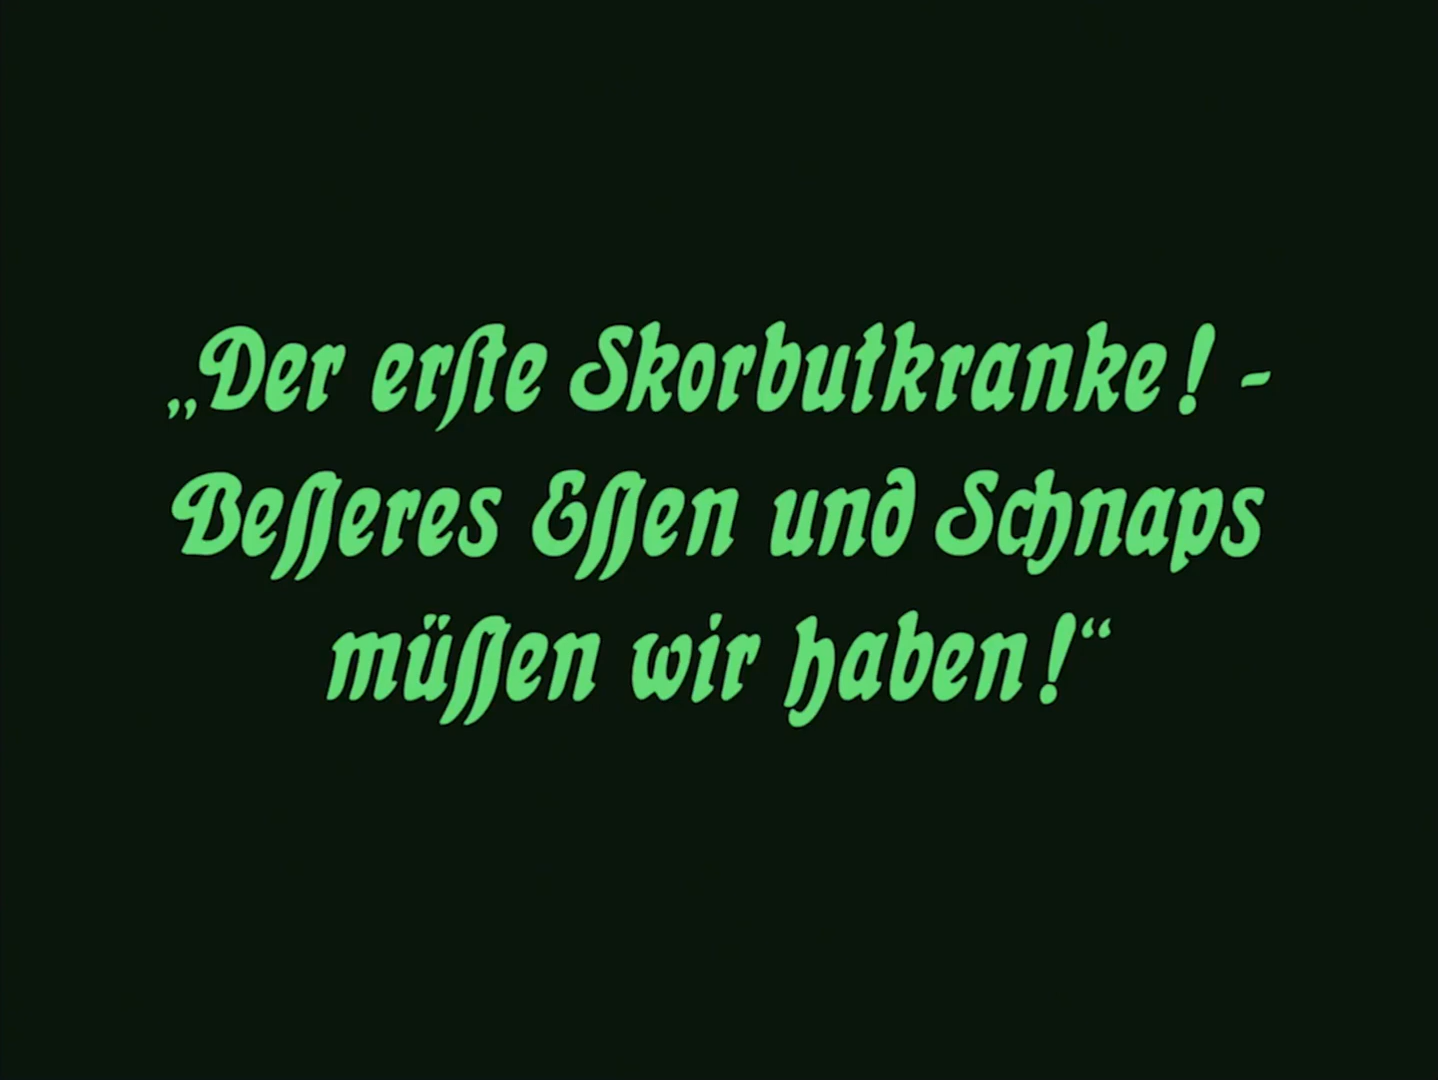 „Der erſte Skorbutkranke! -
Beſſeres Eſſen und Schnaps
müſſen wir haben!“